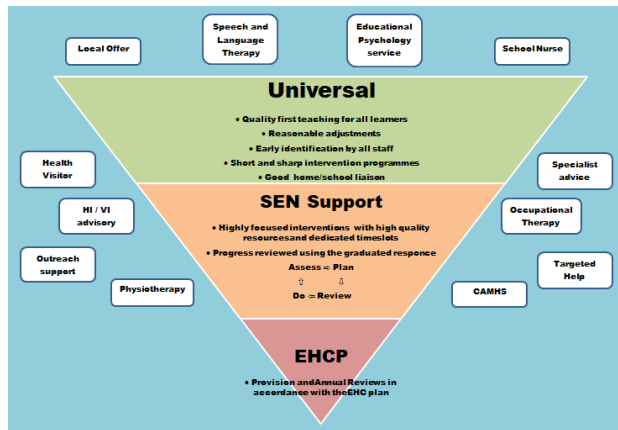 Local Offer
Speech and
Language
Therapy
Educational
Psychology
service
School Nurse
Universal
• Quality first teaching for all learners
• Reasonable adjustments
• Early identification by all staff
• Short and sharp intervention programmes
• Good home/school liaison
Health
Visitor
Specialist
advice
SEN Support
HI / VI
advisory
Occupational
Therapy
• Highly focused interventions with high quality
resourcesand dedicated timeslots
• Progress reviewed using the graduated responce
Assess ⇨ Plan
⇧ ⇩
Do ⇦ Review
Outreach
support
Targeted
Help
Physiotherapy
CAMHS
EHCP
• Provision andAnnual Reviews in
accordance with theEHC plan